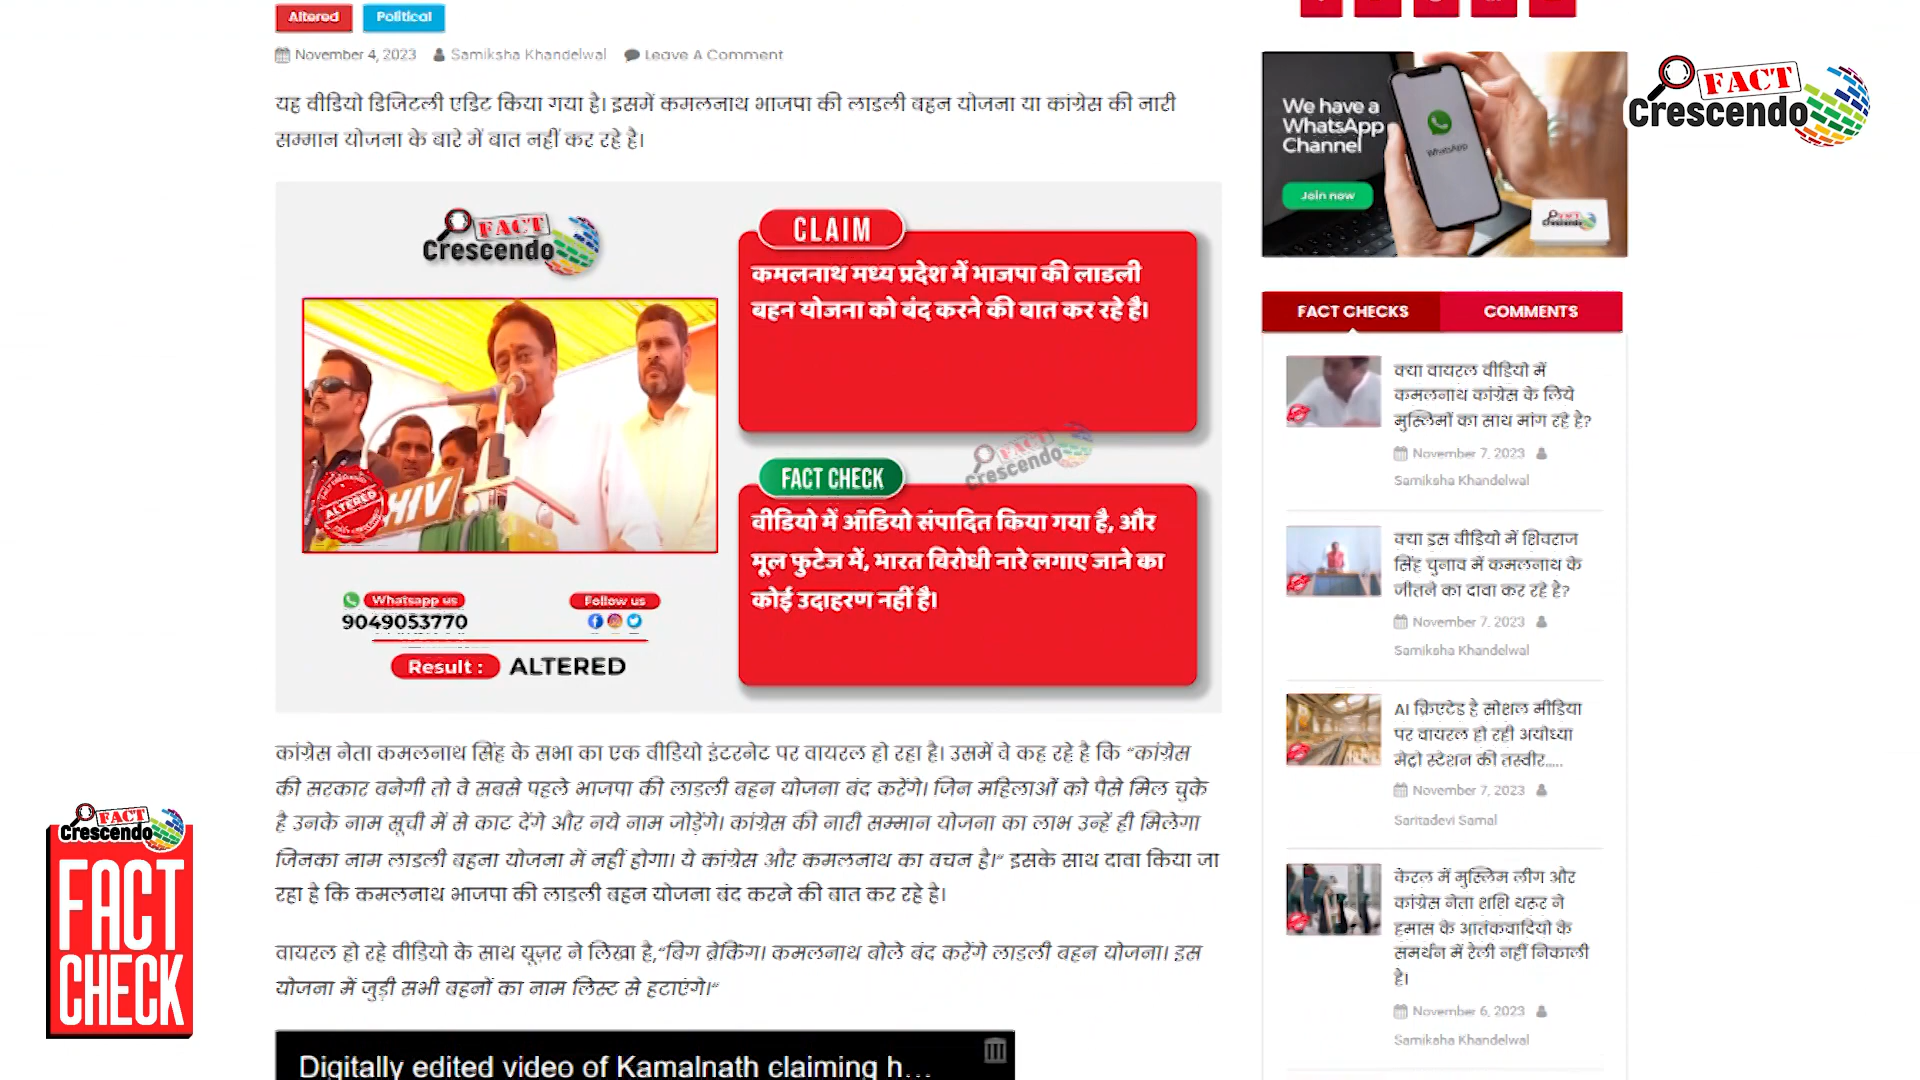 Altered
Political
November 4, 2023
Samiksha Khandelwal
Leave A Comment
यह वीडियो डिजिटली एडिट किया गया है। इसमें कमलनाथ भाजपा की लाडली बहन योजना या कांग्रेस की नारी
सम्मान योजना के बारे में बात नहीं कर रहे है।
FACT
Crescendo
CLAIM
कमलनाथ मध्य प्रदेश में भाजपा की लाडली
बहन योजना को बंद करने की बात कर रहे है।
FACT
Crescendo
FACT CHECK
वीडियो में ऑडियो संपादित किया गया है, और
मूल फुटेज में, भारत विरोधी नारे लगाए जाने का
कोई उदाहरण नहीं है।
HIV
ALTERED
Whatsapp us
9049053770
Follow us
Result :
ALTERED
कांग्रेस नेता कमलनाथ सिंह के सभा का एक वीडियो इंटरनेट पर वायरल हो रहा है। उसमें वे कह रहे है कि “कांग्रेस
की सरकार बनेगी तो वे सबसे पहले भाजपा की लाडली बहन योजना बंद करेंगे। जिन महिलाओं को पैसे मिल चुके
है उनके नाम सूची में से काट देंगे और नये नाम जोड़ेंगे। कांग्रेस की नारी सम्मान योजना का लाभ उन्हें ही मिलेगा
जिनका नाम लाडली बहना योजना में नहीं होगा। ये कांग्रेस और कमलनाथ का वचन है।” इसके साथ दावा किया जा
रहा है कि कमलनाथ भाजपा की लाडली बहन योजना बंद करने की बात कर रहे है।
वायरल हो रहे वीडियो के साथ यूज़र ने लिखा है,“बिग ब्रेकिंग। कमलनाथ बोले बंद करेंगे लाडली बहन योजना। इस
योजना में जुड़ी सभी बहनों का नाम लिस्ट से हटाएंगे।”
Digitally edited video of Kamalnath claiming h...
We have a
WhatsApp
Channel
Join now
WhatsApp
FACT
Crescendo
FACT CHECKS
COMMENTS
क्या वायरल वीडियो में
कमलनाथ कांग्रेस के लिये
मुस्लिमों का साथ मांग रहे है?
November 7, 2023
Samiksha Khandelwal
क्या इस वीडियो में शिवराज
सिंह चुनाव में कमलनाथ के
जीतने का दावा कर रहे है?
November 7, 2023
Samiksha Khandelwal
AI क्रिएटेड है सोशल मीडिया
पर वायरल हो रही अयोध्या
मेट्रो स्टेशन की तस्वीर.....
November 7, 2023
Saritadevi Samal
केरल में मुस्लिम लीग और
कांग्रेस नेता शशि थरूर ने
हमास के आतंकवादियो के
समर्थन में रैली नहीं निकाली
है।
November 6, 2023
Samiksha Khandelwal
FACT
Crescendo
FACT
CHECK